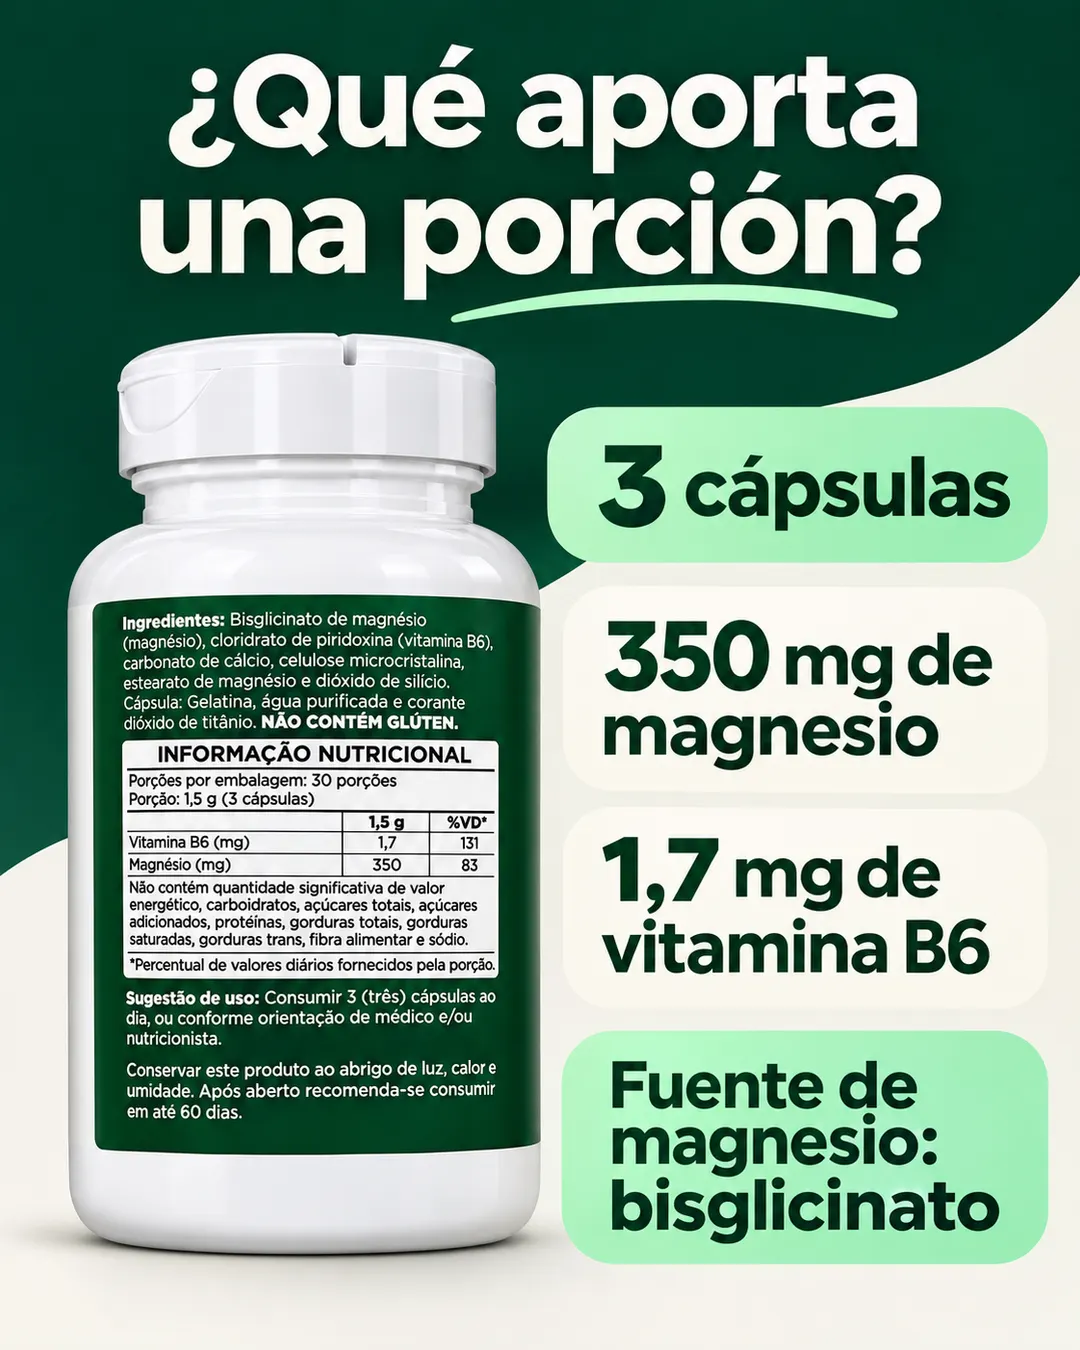 ¿Qué aporta
una porción?
3 cápsulas
350 mg de
magnesio
1,7 mg de
vitamina B6
Fuente de
magnesio:
bisglicinato
Ingredientes: Bisglicinato de magnésio
(magnésio), cloridrato de piridoxina (vitamina B6),
carbonato de cálcio, celulose microcristalina,
estearato de magnésio e dióxido de silício.
Cápsula: Gelatina, água purificada e corante
dióxido de titânio. NÃO CONTÉM GLÚTEN.
INFORMAÇÃO NUTRICIONAL
Porções por embalagem: 30 porções
Porção: 1,5 g (3 cápsulas)
1,5 g %VD*
Vitamina B6 (mg) 1,7 131
Magnésio (mg) 350 83
Não contém quantidade significativa de valor
energético, carboidratos, açúcares totais, açúcares
adicionados, proteínas, gorduras totais, gorduras
saturadas, gorduras trans, fibra alimentar e sódio.
*Percentual de valores diários fornecidos pela porção.
Sugestão de uso: Consumir 3 (três) cápsulas ao
dia, ou conforme orientação de médico e/ou
nutricionista.
Conservar este produto ao abrigo de luz, calor e
umidade. Após aberto recomenda-se consumir
em até 60 dias.